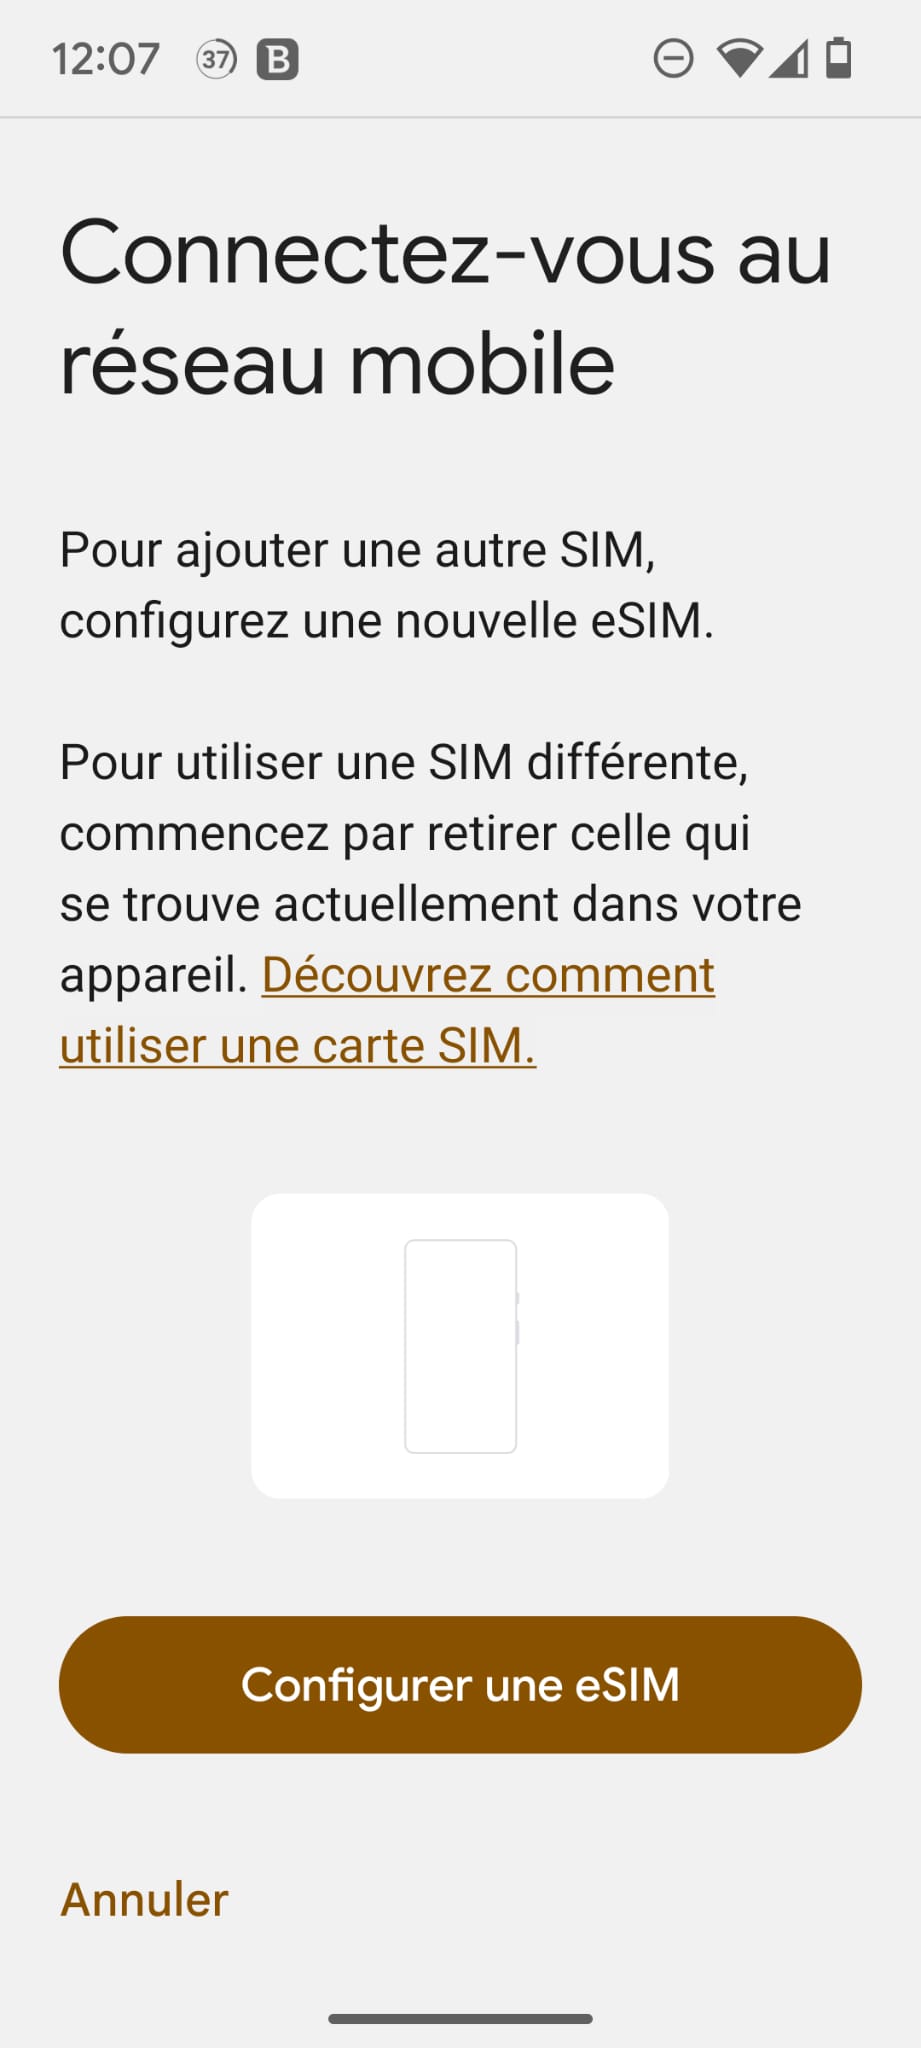 12:07 37 B
Connectez-vous au
réseau mobile
Pour ajouter une autre SIM,
configurez une nouvelle eSIM.
Pour utiliser une SIM différente,
commencez par retirer celle qui
se trouve actuellement dans votre
appareil. Découvrez comment
utiliser une carte SIM.
Configurer une eSIM
Annuler